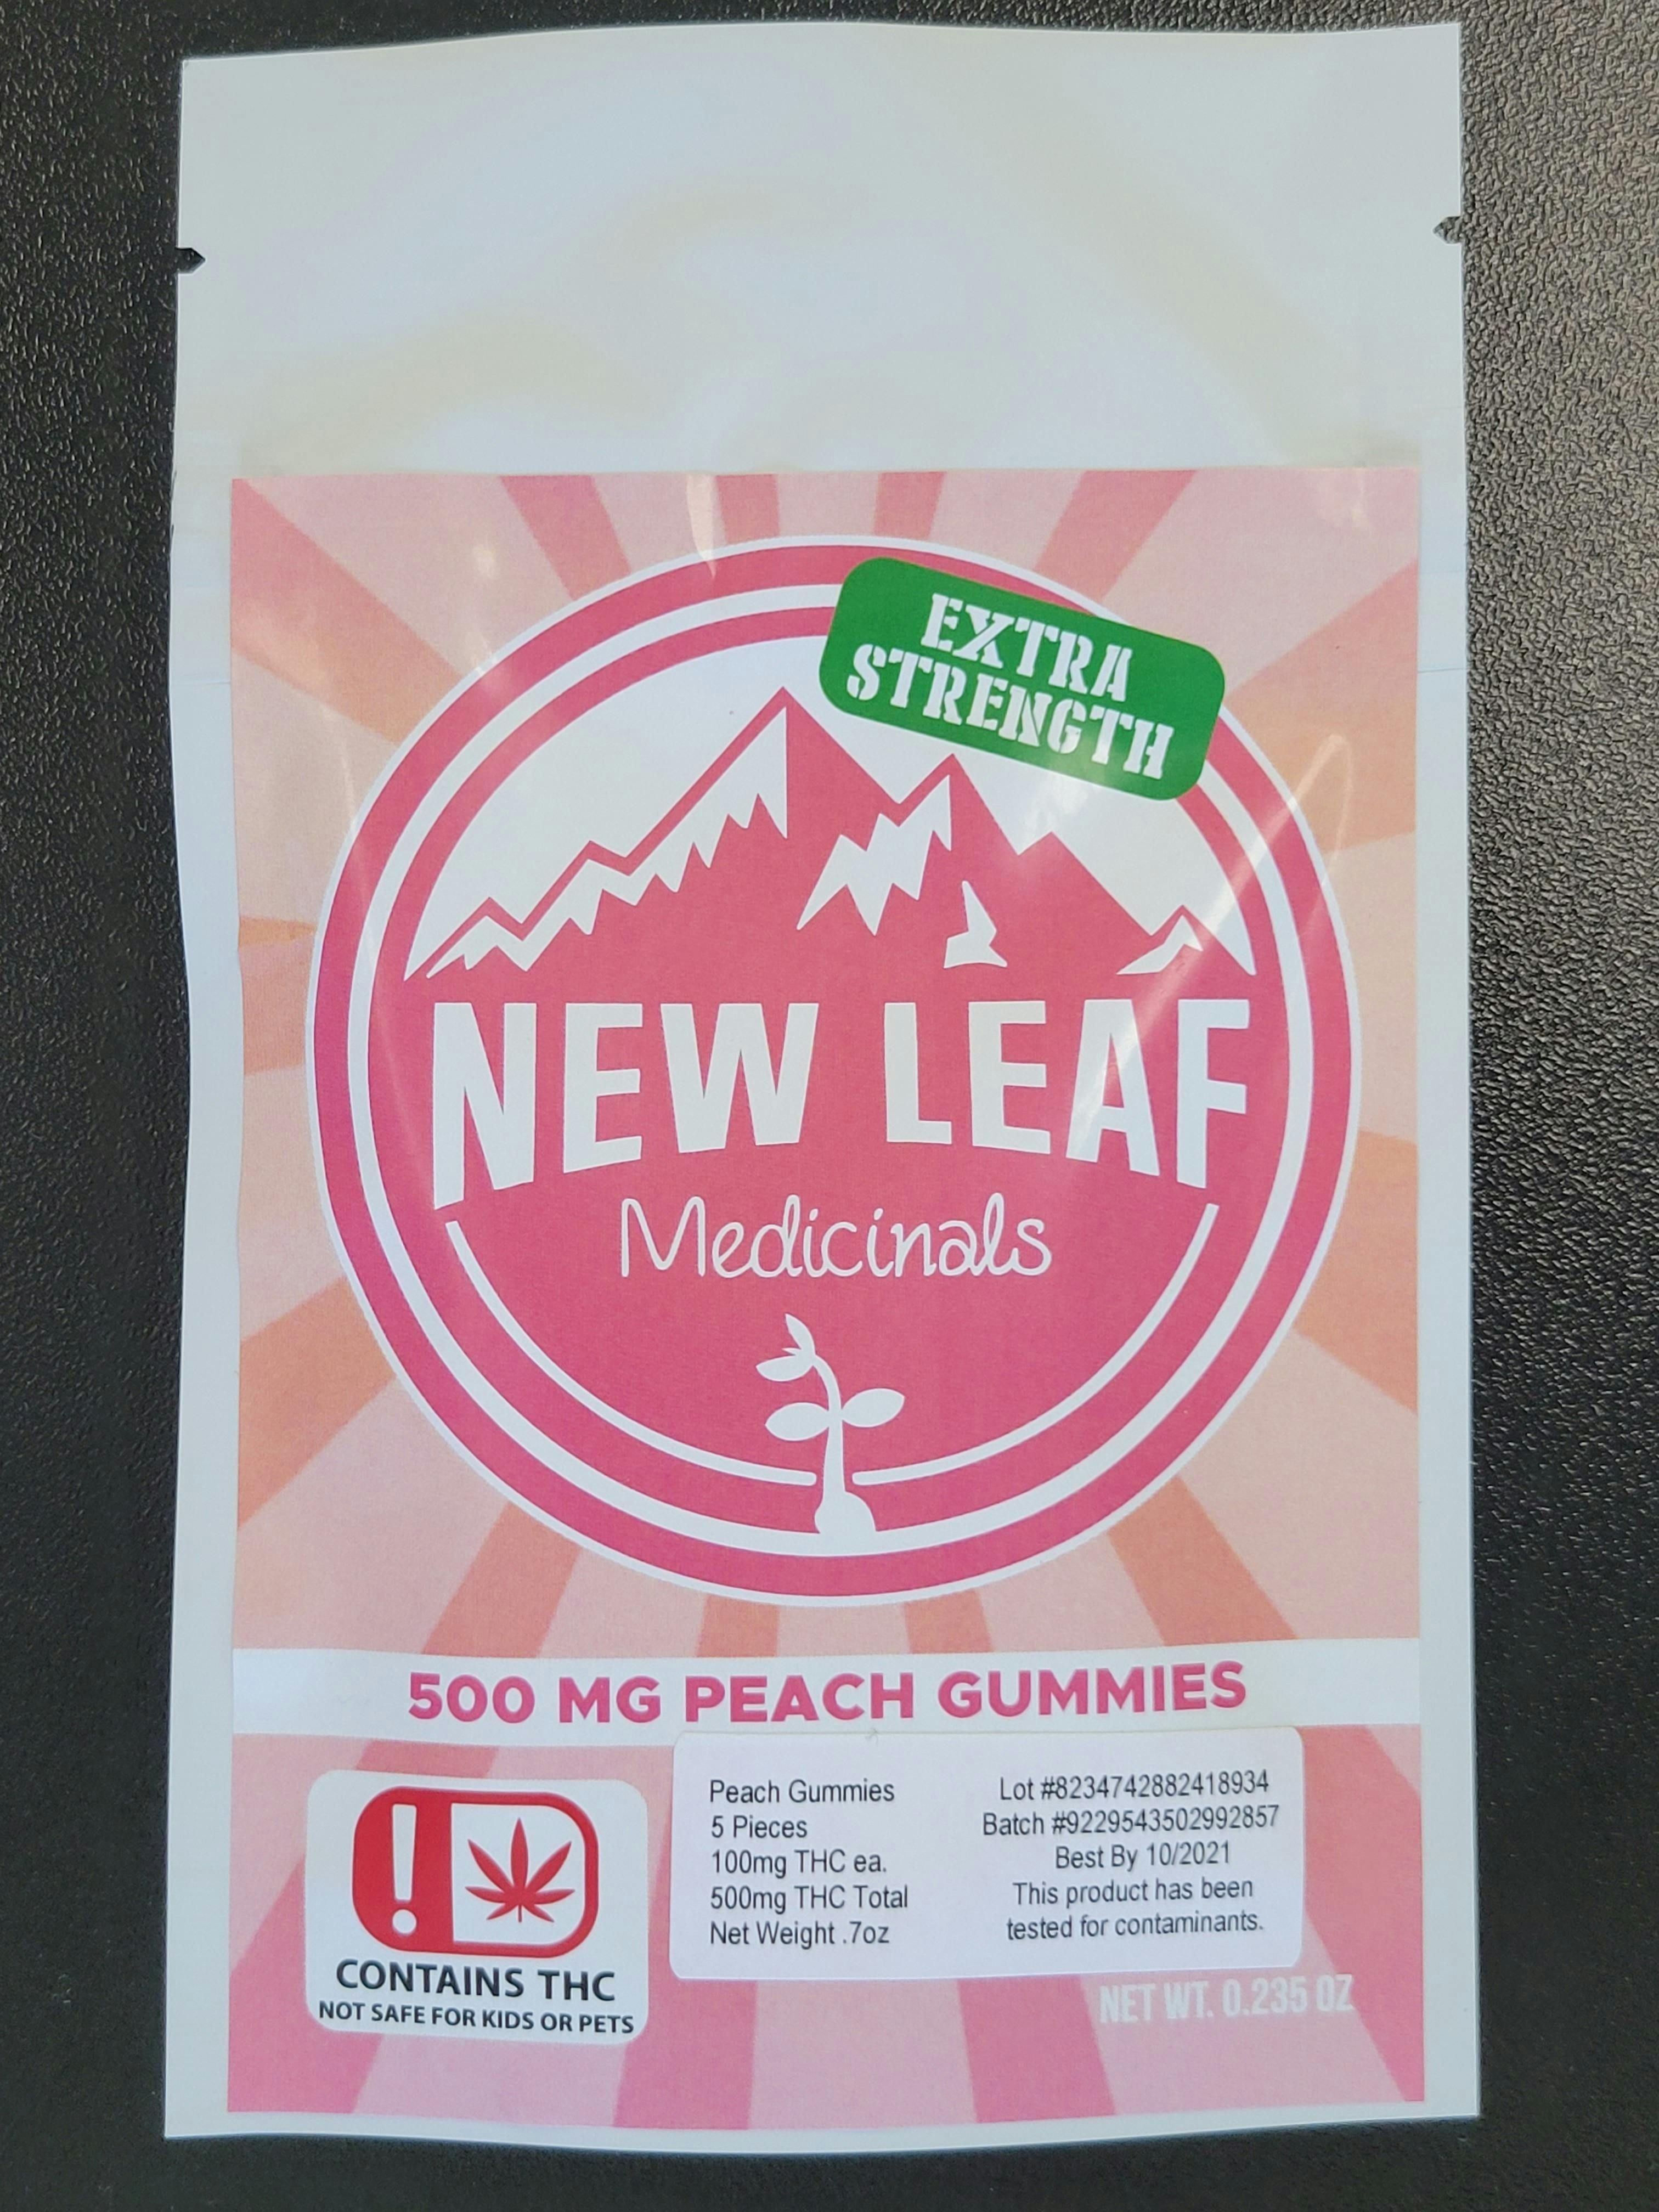 EXTRA
STRENGTH
NEW LEAF
Medicinals
500 MG PEACH GUMMIES
Peach Gummies
5 Pieces
100mg THC ea.
500mg THC Total
Net Weight .7oz
Lot #8234742882418934
Batch #9229543502992857
Best By 10/2021
This product has been
tested for contaminants.
!
CONTAINS THC
NOT SAFE FOR KIDS OR PETS
NET WT. 0.235 OZ